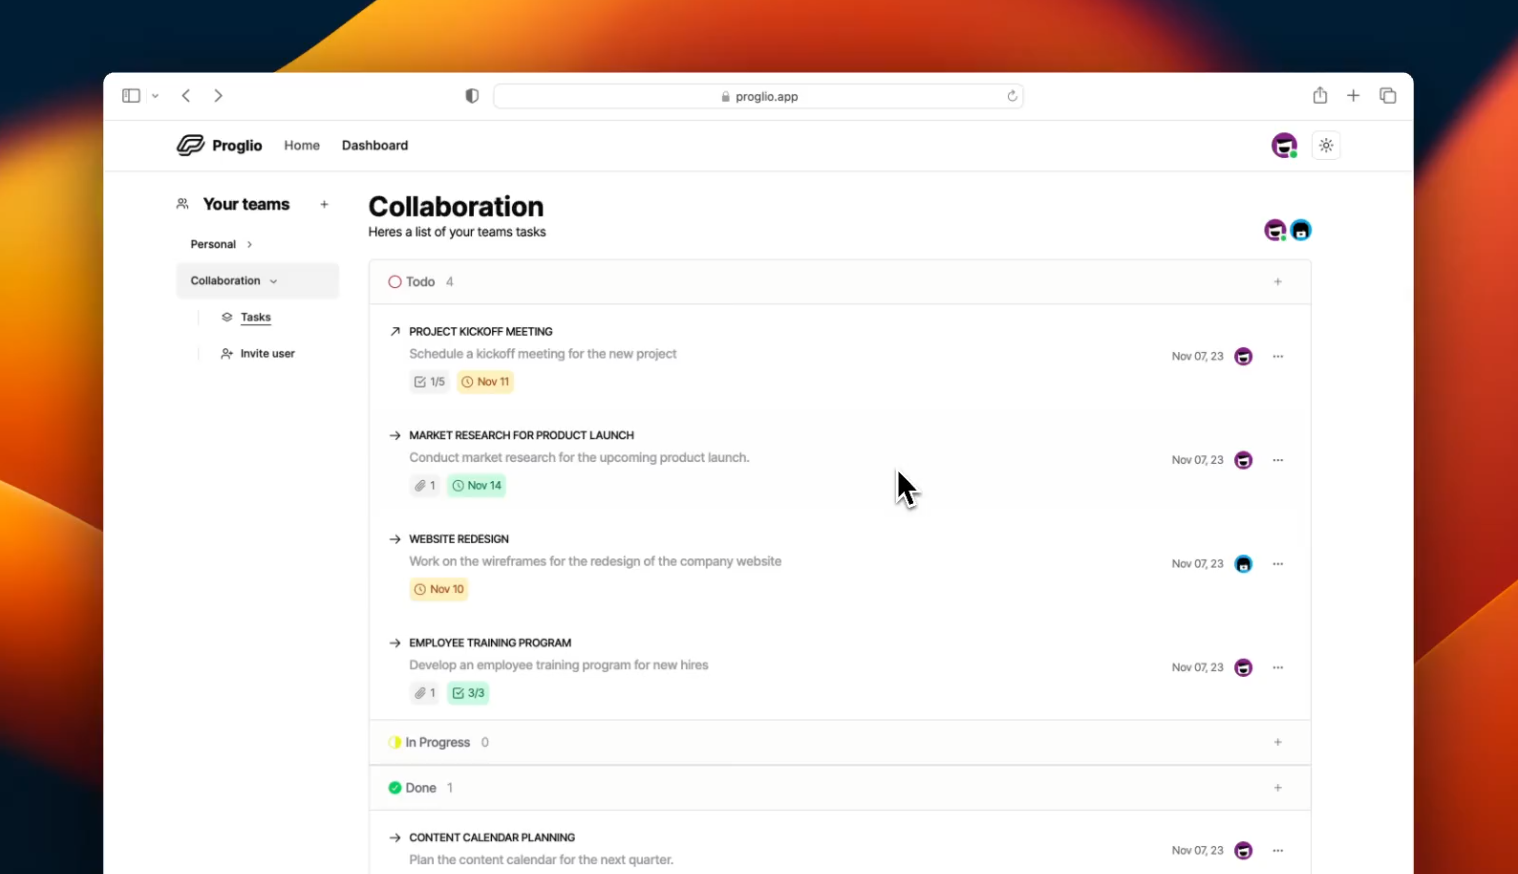 proglio.app
Proglio Home Dashboard
Your teams +
Personal
Collaboration
Tasks
Invite user
Collaboration
Heres a list of your teams tasks
Todo 4 +
PROJECT KICKOFF MEETING
Schedule a kickoff meeting for the new project
1/5 Nov 11
Nov 07, 23
MARKET RESEARCH FOR PRODUCT LAUNCH
Conduct market research for the upcoming product launch.
1 Nov 14
Nov 07, 23
WEBSITE REDESIGN
Work on the wireframes for the redesign of the company website
Nov 10
Nov 07, 23
EMPLOYEE TRAINING PROGRAM
Develop an employee training program for new hires
1 3/3
Nov 07, 23
In Progress 0 +
Done 1 +
CONTENT CALENDAR PLANNING
Plan the content calendar for the next quarter.
Nov 07, 23